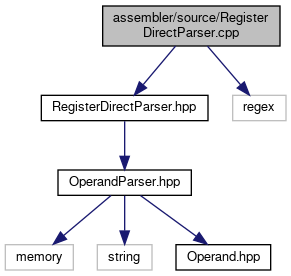 assembler/source/Register
DirectParser.cpp
RegisterDirectParser.hpp
regex
OperandParser.hpp
memory
string
Operand.hpp